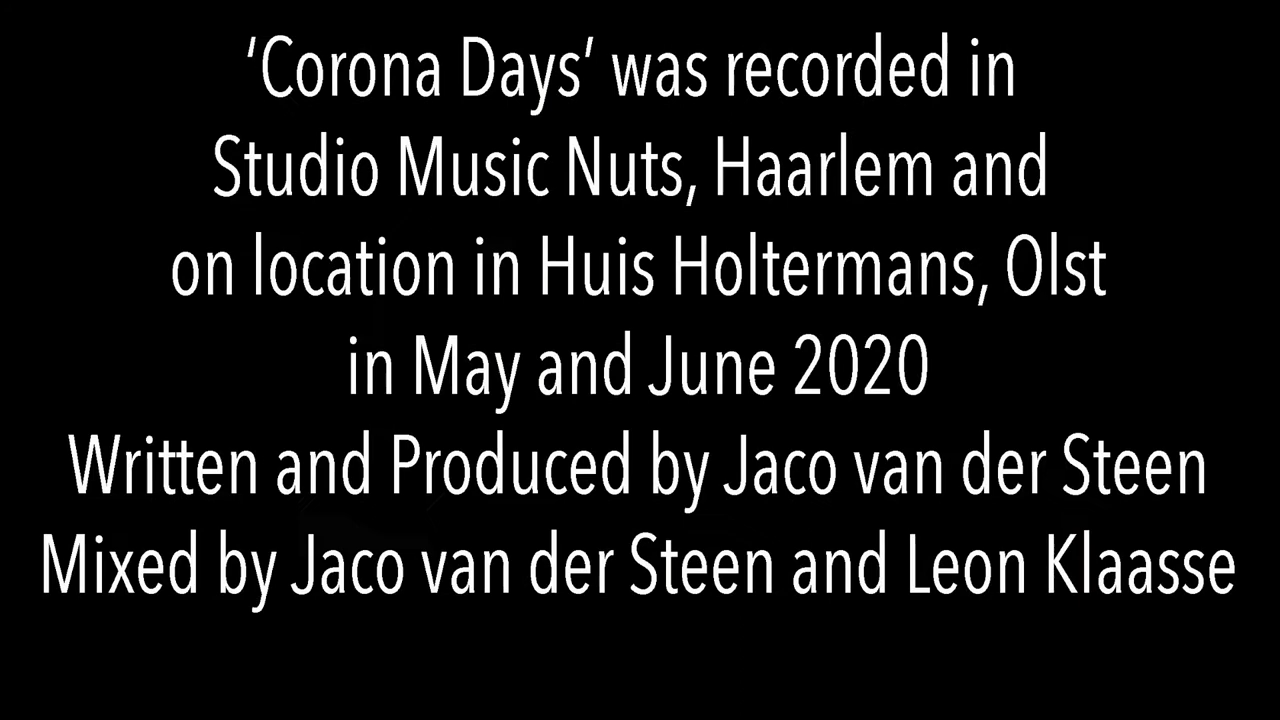 ‘Corona Days’ was recorded in
Studio Music Nuts, Haarlem and
on location in Huis Holtermans, Olst
in May and June 2020
Written and Produced by Jaco van der Steen
Mixed by Jaco van der Steen and Leon Klaasse